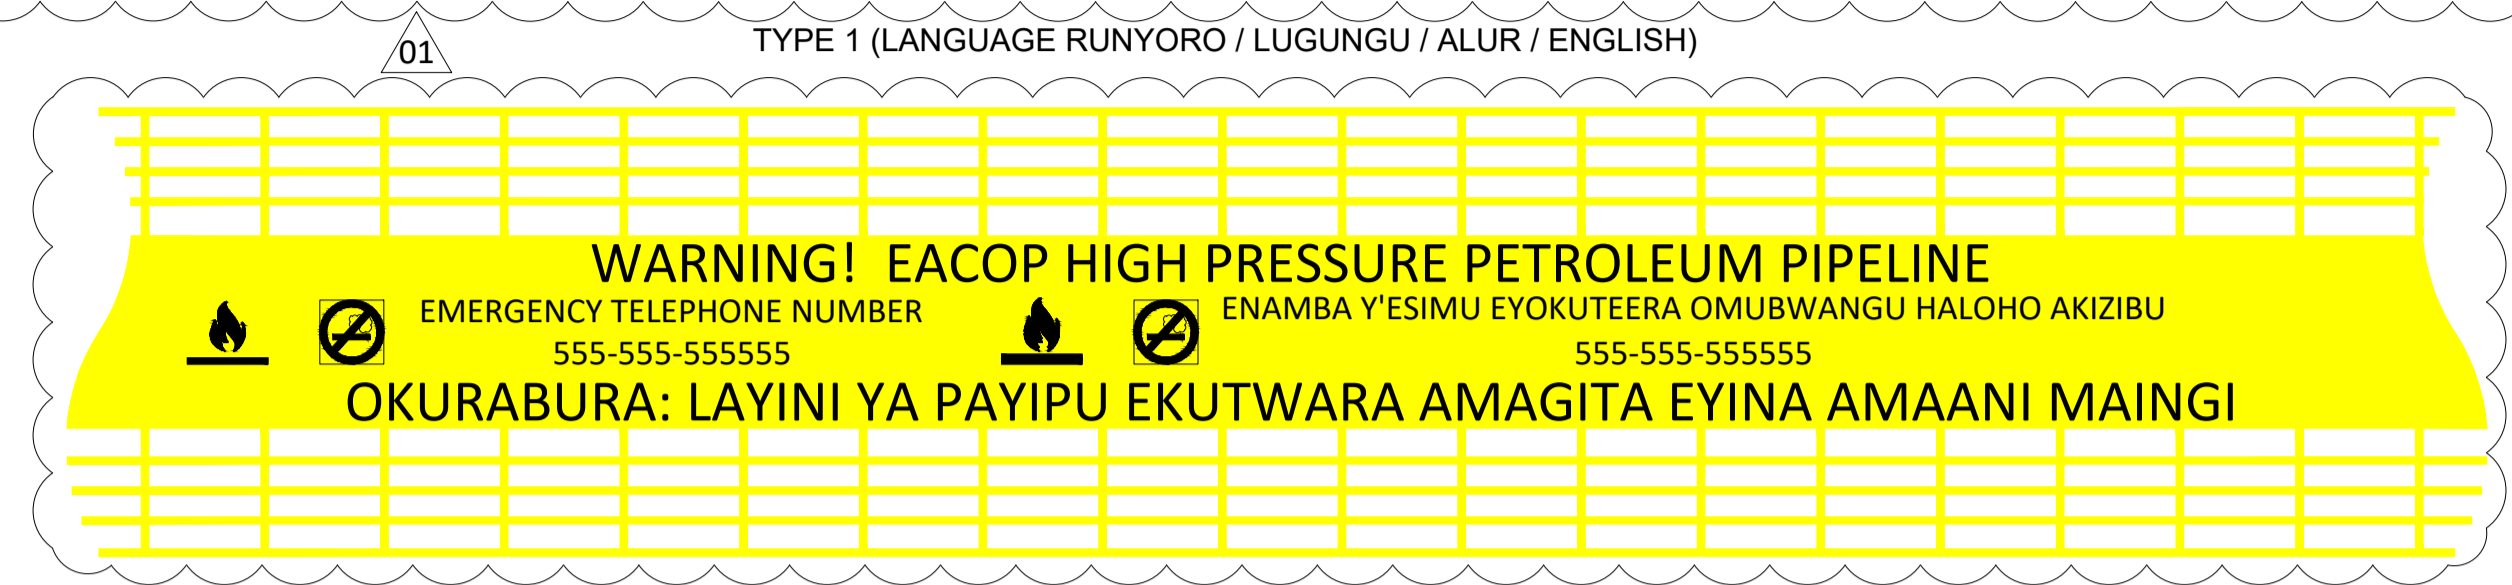 01
TYPE 1 (LANGUAGE RUNYORO / LUGUNGU / ALUR / ENGLISH)
WARNING! EACOP HIGH PRESSURE PETROLEUM PIPELINE
EMERGENCY TELEPHONE NUMBER
555-555-555555
ENAMBA Y'ESIMU EYOKUTEERA OMUBWANGU HALOHO AKIZIBU
555-555-555555
OKURABURA: LAYINI YA PAYIPU EKUTWARA AMAGITA EYINA AMAANI MAINGI